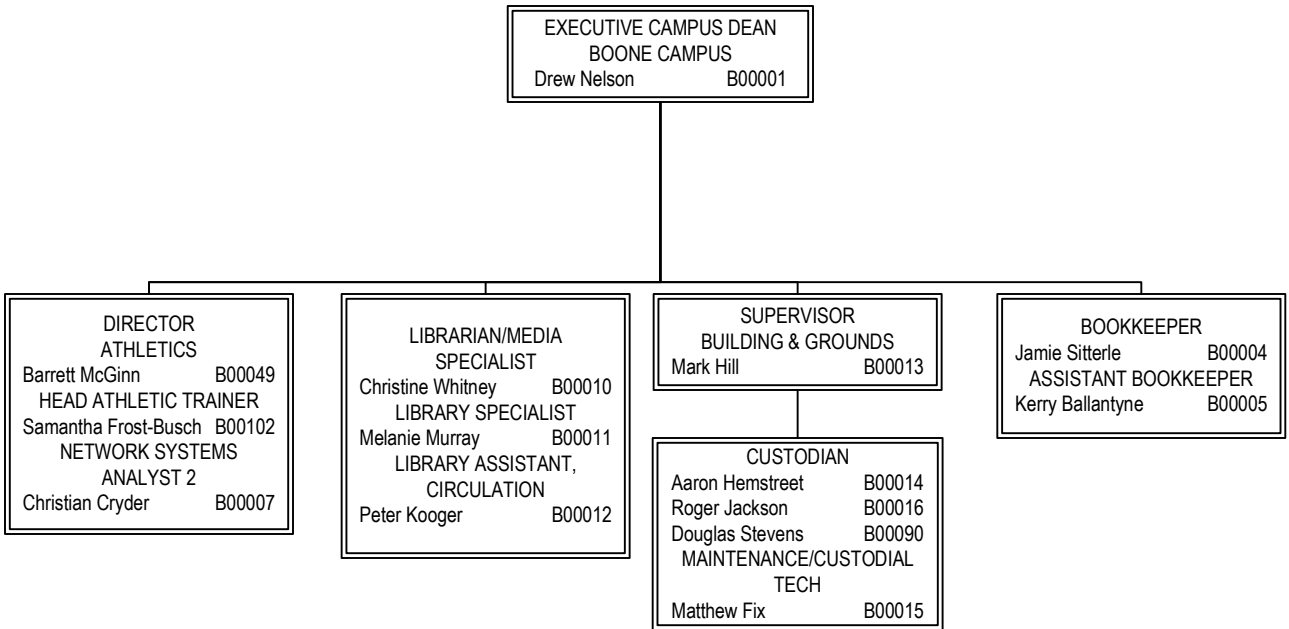 EXECUTIVE CAMPUS DEAN
BOONE CAMPUS
Drew Nelson B00001
DIRECTOR
ATHLETICS
Barrett McGinn B00049
HEAD ATHLETIC TRAINER
Samantha Frost-Busch B00102
NETWORK SYSTEMS
ANALYST 2
Christian Cryder B00007
LIBRARIAN/MEDIA
SPECIALIST
Christine Whitney B00010
LIBRARY SPECIALIST
Melanie Murray B00011
LIBRARY ASSISTANT,
CIRCULATION
Peter Kooger B00012
SUPERVISOR
BUILDING & GROUNDS
Mark Hill B00013
CUSTODIAN
Aaron Hemstreet B00014
Roger Jackson B00016
Douglas Stevens B00090
MAINTENANCE/CUSTODIAL
TECH
Matthew Fix B00015
BOOKKEEPER
Jamie Sitterle B00004
ASSISTANT BOOKKEEPER
Kerry Ballantyne B00005